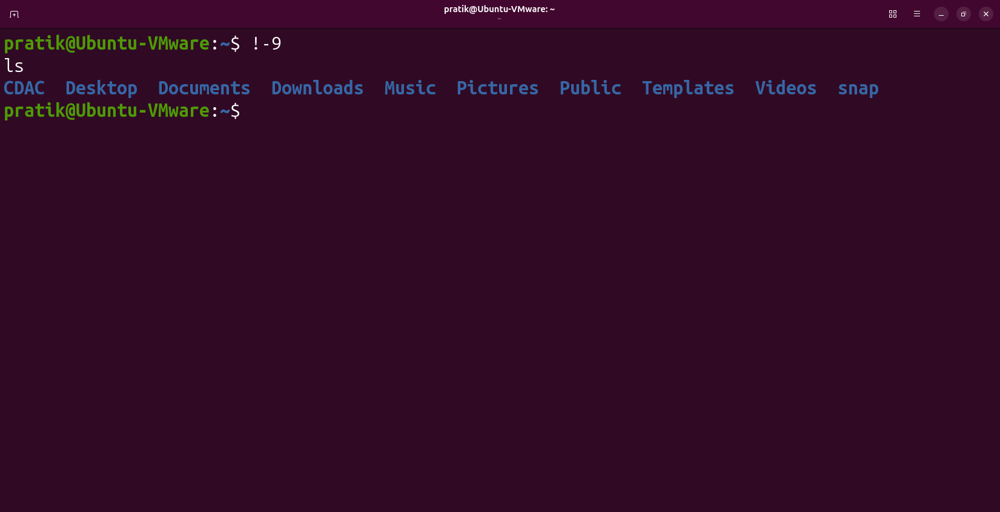 pratik@Ubuntu-VMware: ~
~
pratik@Ubuntu-VMware:~$ !-9
ls
CDAC  Desktop  Documents  Downloads  Music  Pictures  Public  Templates  Videos  snap
pratik@Ubuntu-VMware:~$